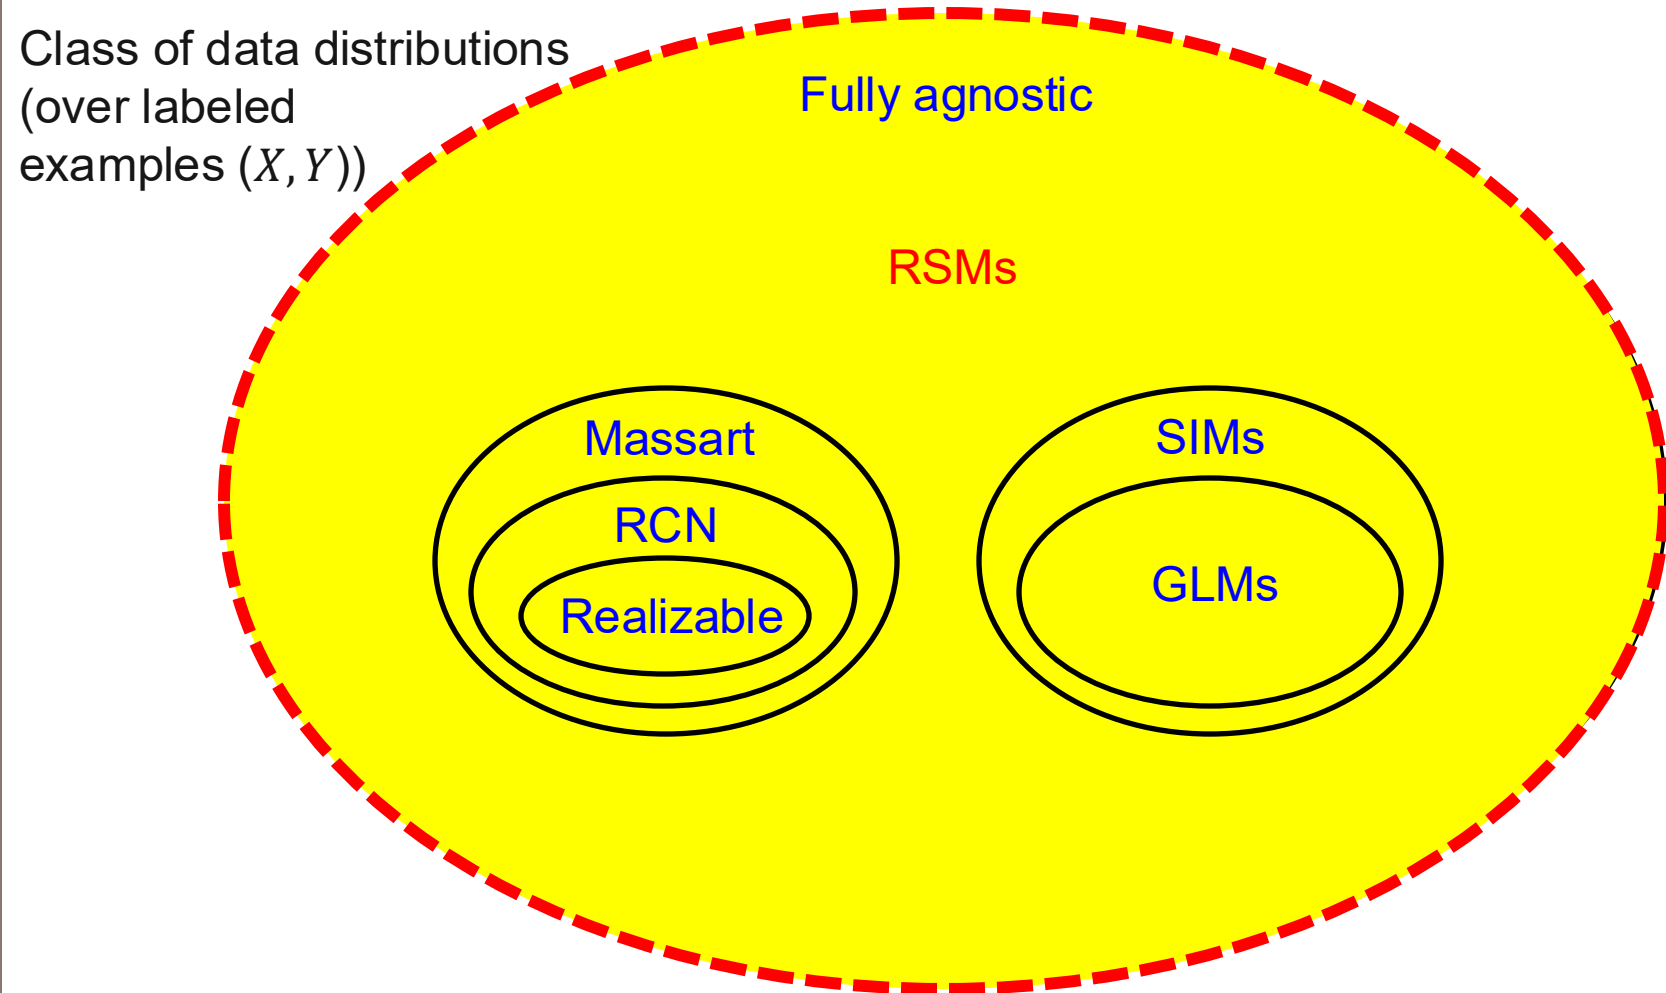 Class of data distributions
(over labeled
examples (X, Y))
Fully agnostic
RSMs
Massart
SIMs
RCN
GLMs
Realizable